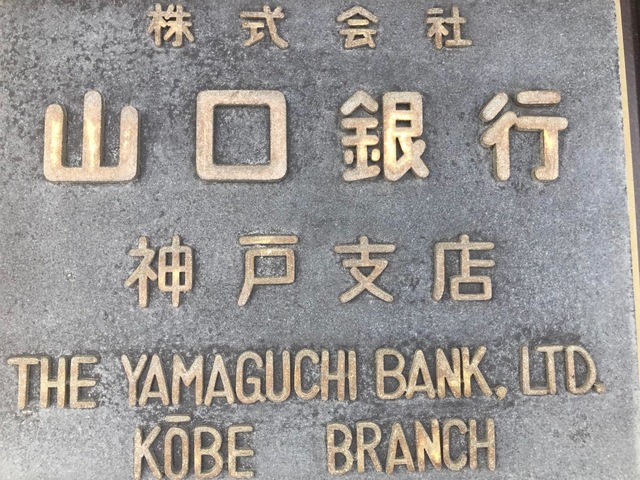 株式会社
山口銀行
神戸支店
THE YAMAGUCHI BANK, LTD.
KŌBE BRANCH